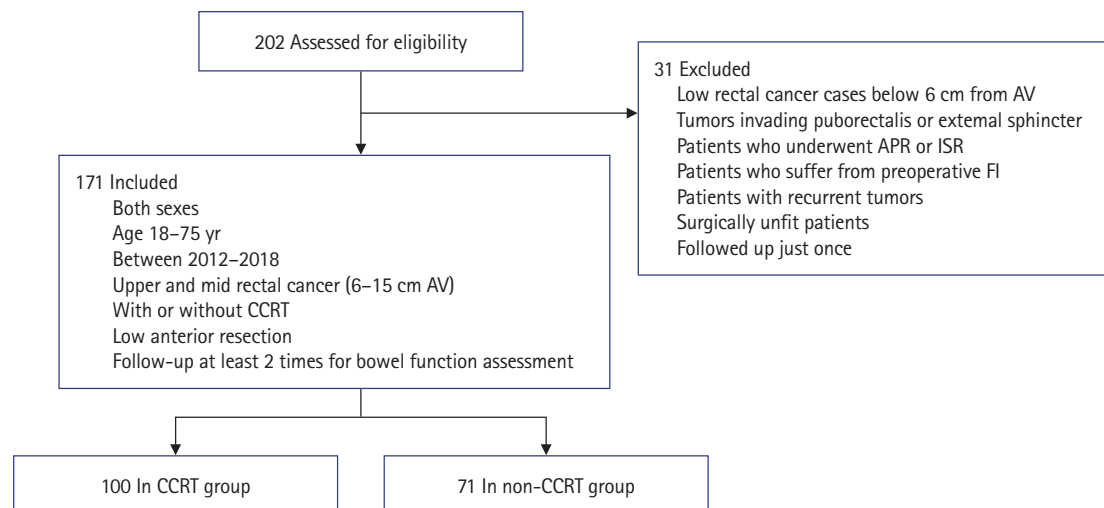 202 Assessed for eligibility
31 Excluded
Low rectal cancer cases below 6 cm from AV
Tumors invading puborectalis or external sphincter
Patients who underwent APR or ISR
Patients who suffer from preoperative FI
Patients with recurrent tumors
Surgically unfit patients
Followed up just once
171 Included
Both sexes
Age 18–75 yr
Between 2012–2018
Upper and mid rectal cancer (6–15 cm AV)
With or without CCRT
Low anterior resection
Follow-up at least 2 times for bowel function assessment
100 In CCRT group
71 In non-CCRT group